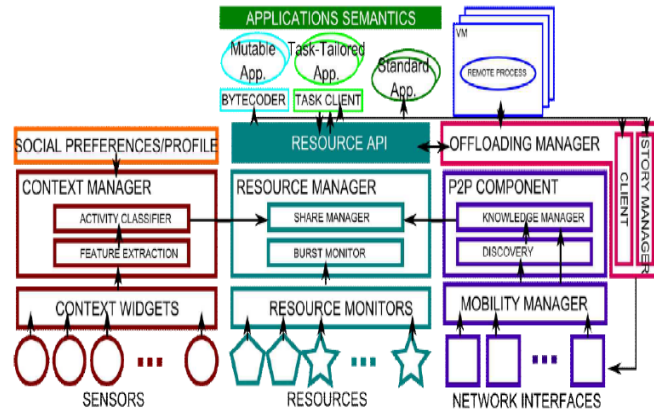 APPLICATIONS SEMANTICS
Mutable
App.
Task-Tailored
App.
Standard
App.
VM
REMOTE PROCESS
BYTECODER
TASK CLIENT
SOCIAL PREFERENCES/PROFILE
RESOURCE API
OFFLOADING MANAGER
CLIENT
STORY MANAGER
CONTEXT MANAGER
ACTIVITY CLASSIFIER
FEATURE EXTRACTION
RESOURCE MANAGER
SHARE MANAGER
BURST MONITOR
P2P COMPONENT
KNOWLEDGE MANAGER
DISCOVERY
CONTEXT WIDGETS
RESOURCE MONITORS
MOBILITY MANAGER
SENSORS
RESOURCES
NETWORK INTERFACES